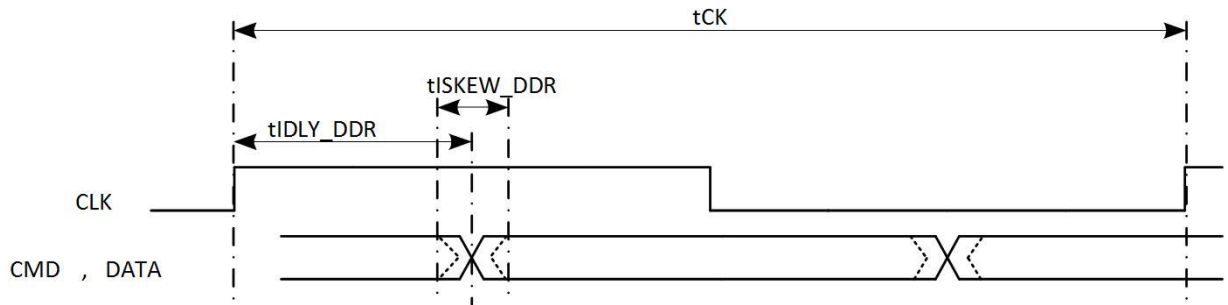 tCK
tISKEW_DDR
tIDLY_DDR
CLK
CMD , DATA